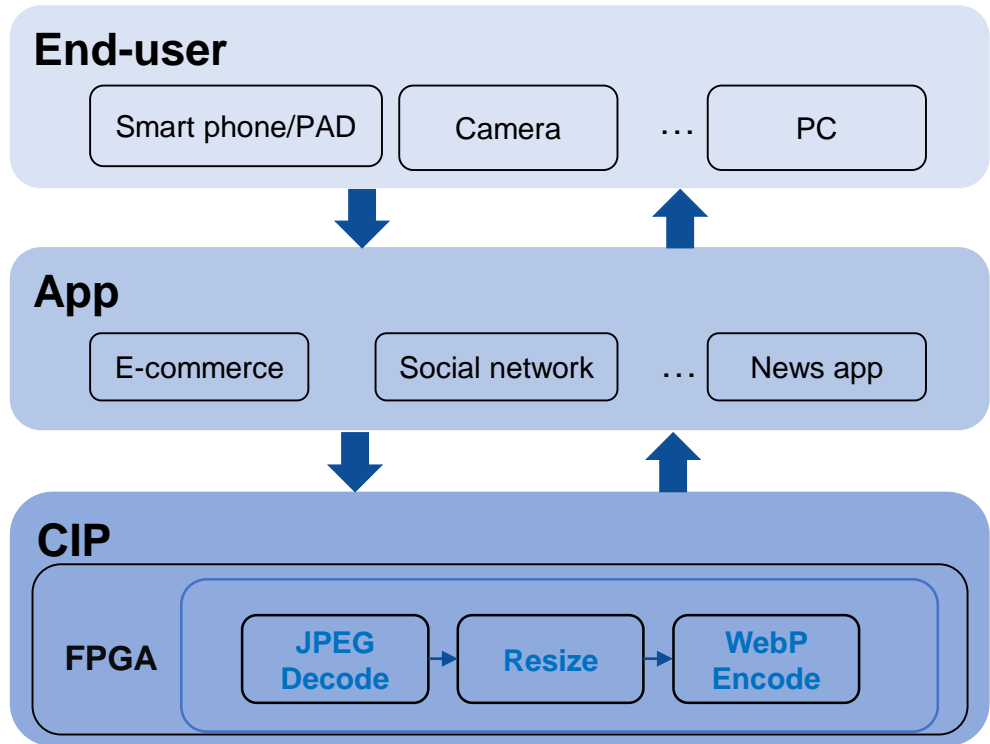 End-user
Smart phone/PAD
Camera
...
PC
App
E-commerce
Social network
...
News app
CIP
FPGA
JPEG
Decode
Resize
WebP
Encode